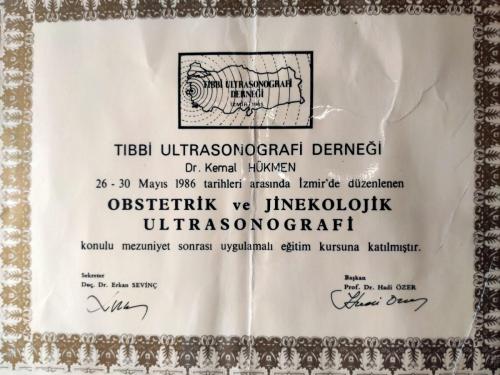 TIBBİ ULTRASONOGRAFİ
DERNEĞİ
TIBBİ ULTRASONOGRAFİ DERNEĞİ
Dr. Kemal HÜKMEN
26 - 30 Mayıs 1986 tarihleri arasında İzmir'de düzenlenen
OBSTETRİK ve JİNEKOLOJİK
ULTRASONOGRAFİ
konulu mezuniyet sonrası uygulamalı eğitim kursuna katılmıştır.
Sekreter
Doç. Dr. Erkan SEVİNÇ
Başkan
Prof. Dr. Hadi ÖZER